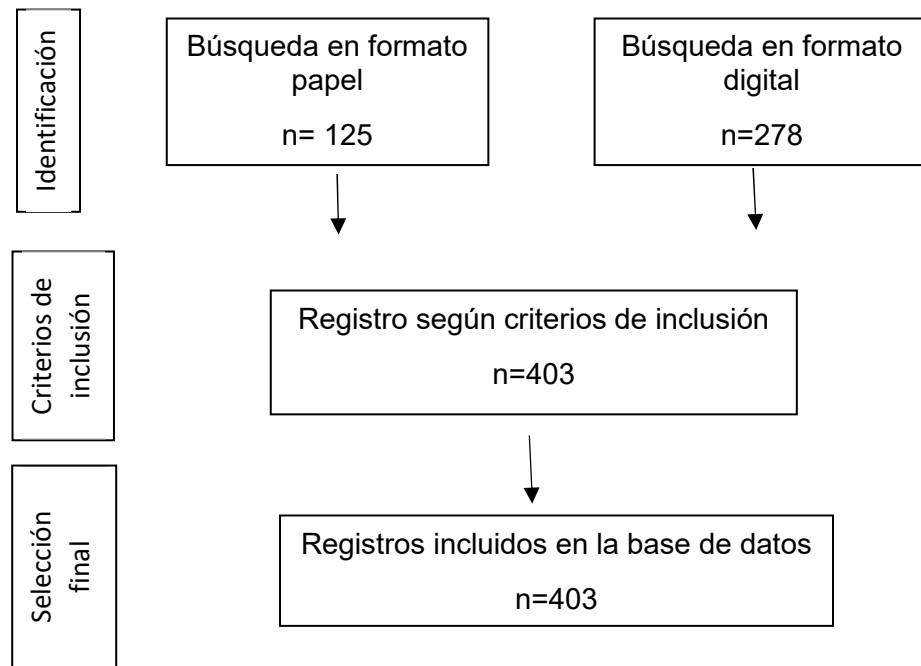 Identificación
Búsqueda en formato
papel
n= 125
Búsqueda en formato
digital
n=278
Criterios de
inclusión
Registro según criterios de inclusión
n=403
Selección
final
Registros incluidos en la base de datos
n=403